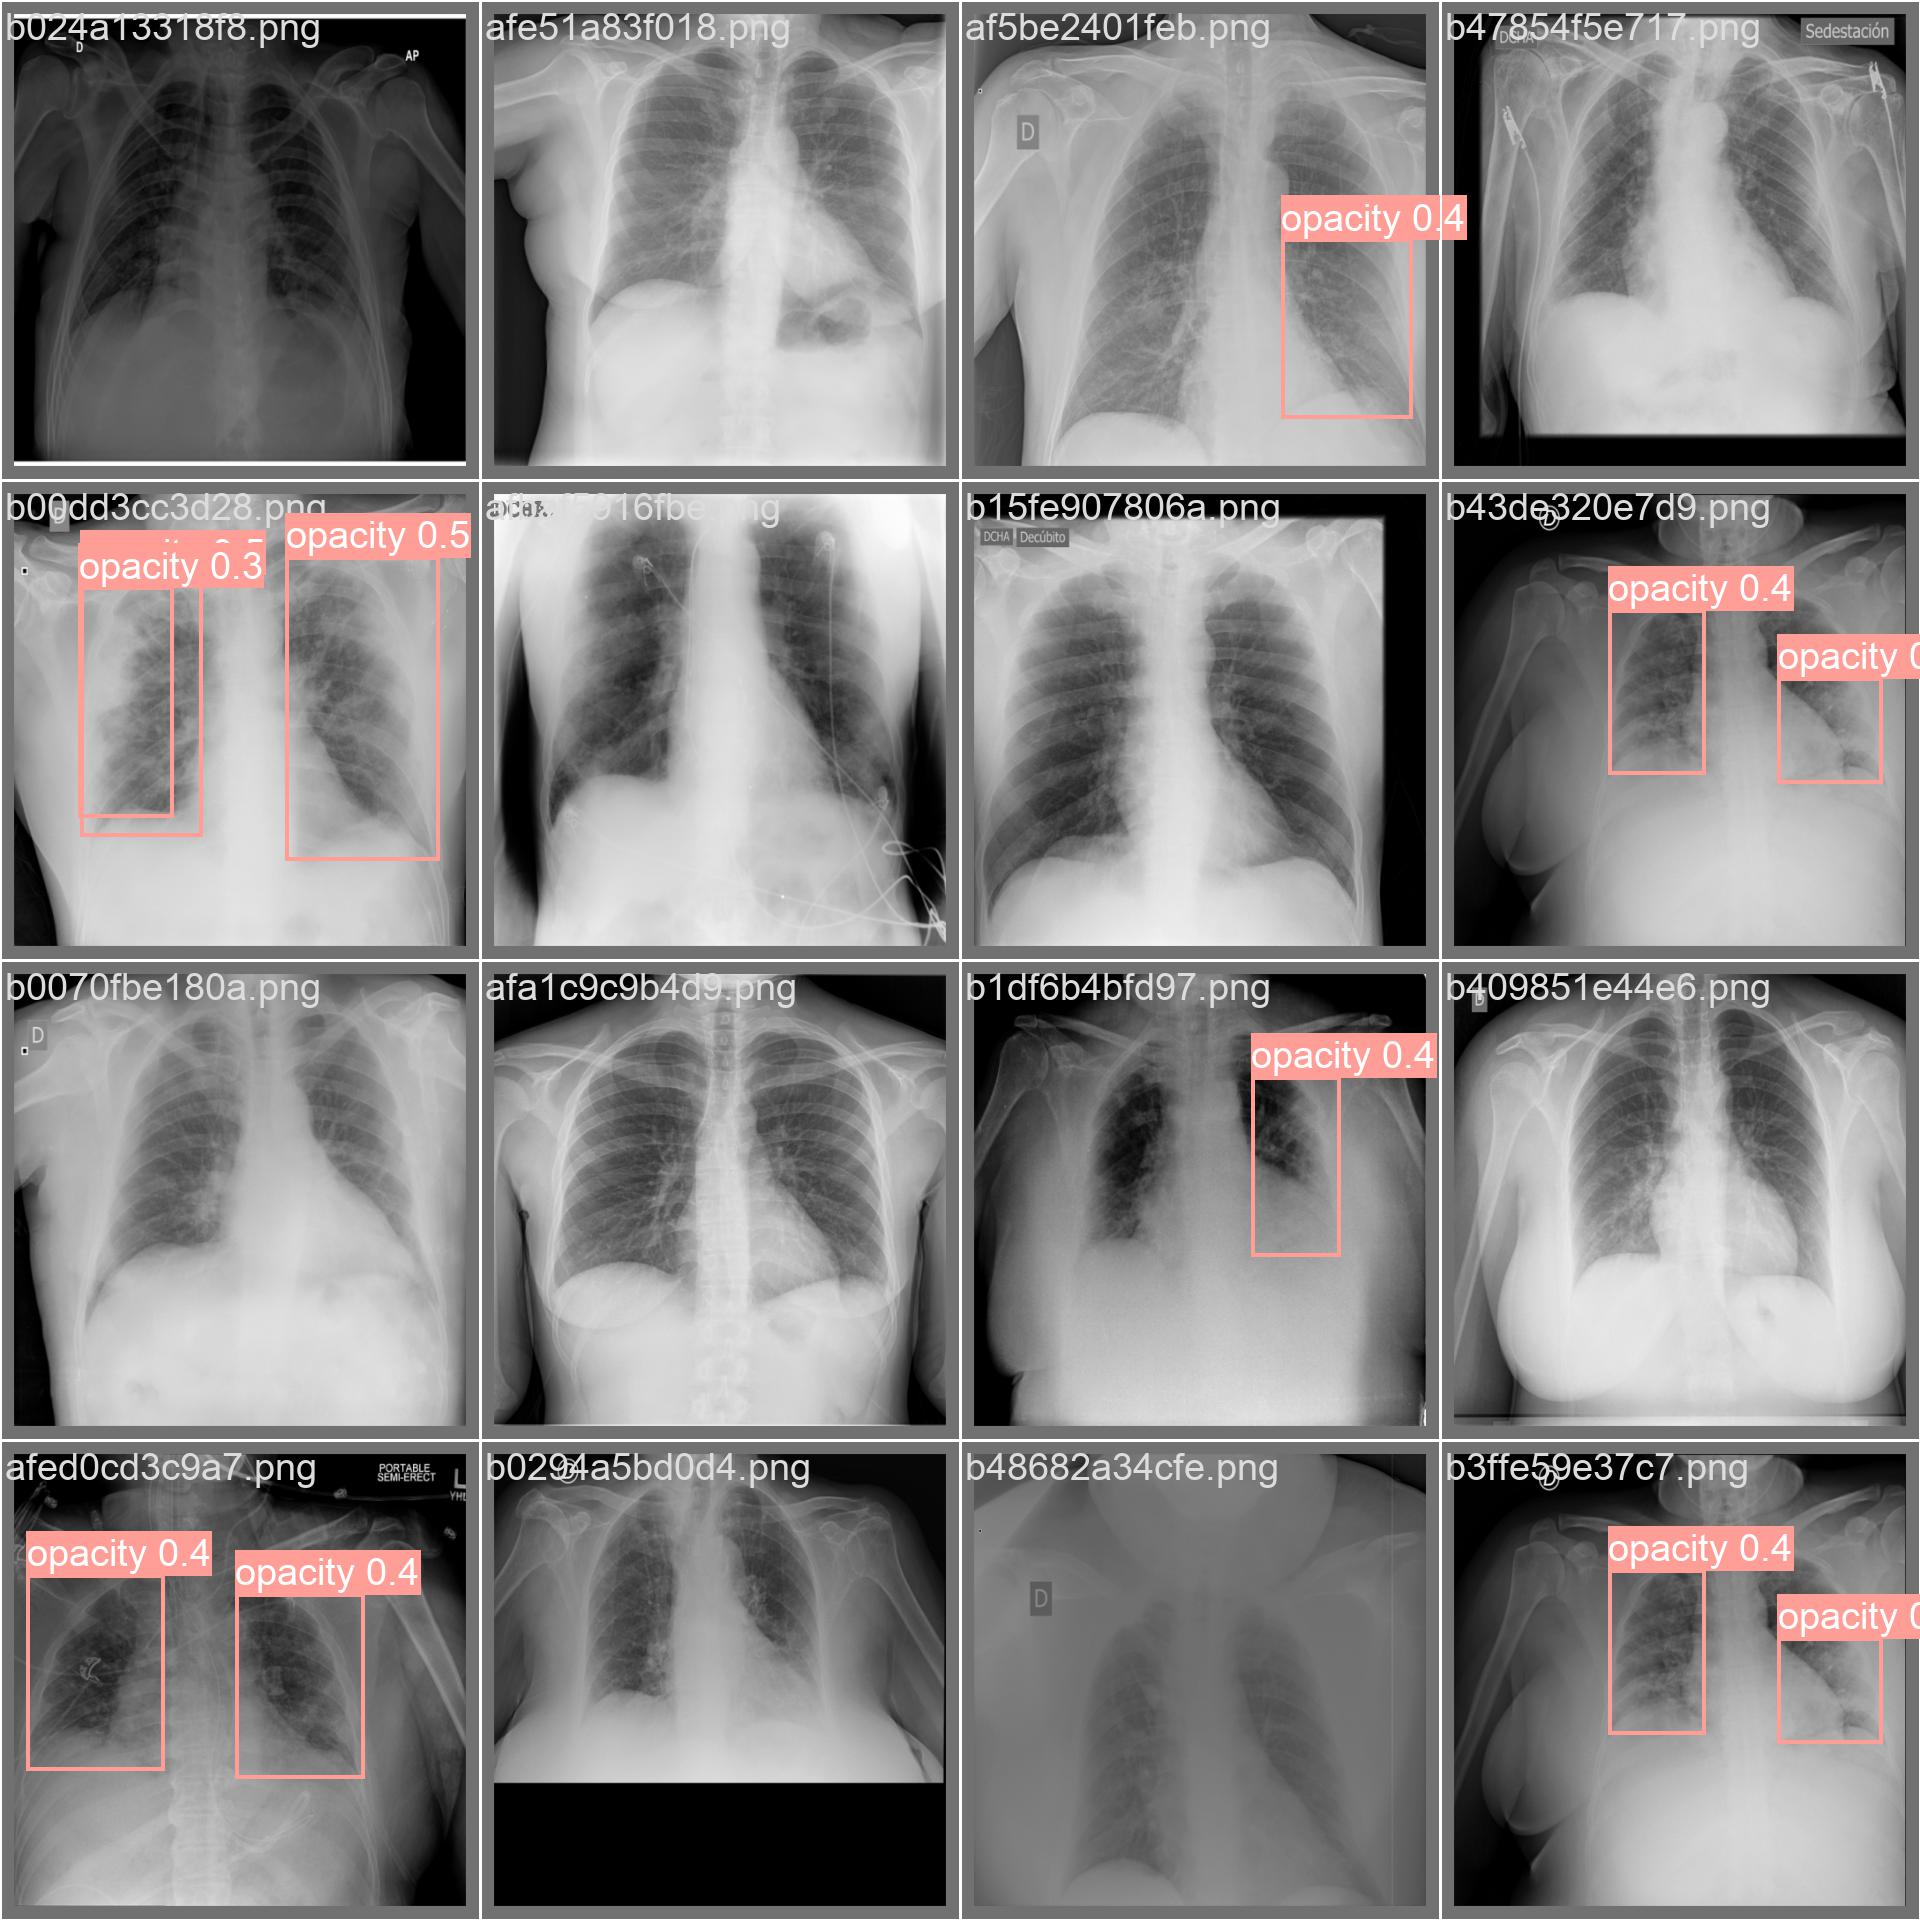 b024a13318f8.png
D
AP
afe51a83f018.png
af5be2401feb.png
D
opacity 0.4
b47854f5e717.png
DCHA
Sedestación
b00dd3cc3d28.png
D
opacity 0.3
opacity 0.5
b15fe907806a.png
DCHA
Decúbito
b43de320e7d9.png
D
opacity 0.4
opacity 0
b0070fbe180a.png
D
afa1c9c9b4d9.png
b1df6b4bfd97.png
opacity 0.4
b409851e44e6.png
D
afed0cd3c9a7.png
PORTABLE
SEMI-ERECT
L
opacity 0.4
opacity 0.4
b0294a5bd0d4.png
b48682a34cfe.png
D
b3ffe59e37c7.png
D
opacity 0.4
opacity 0